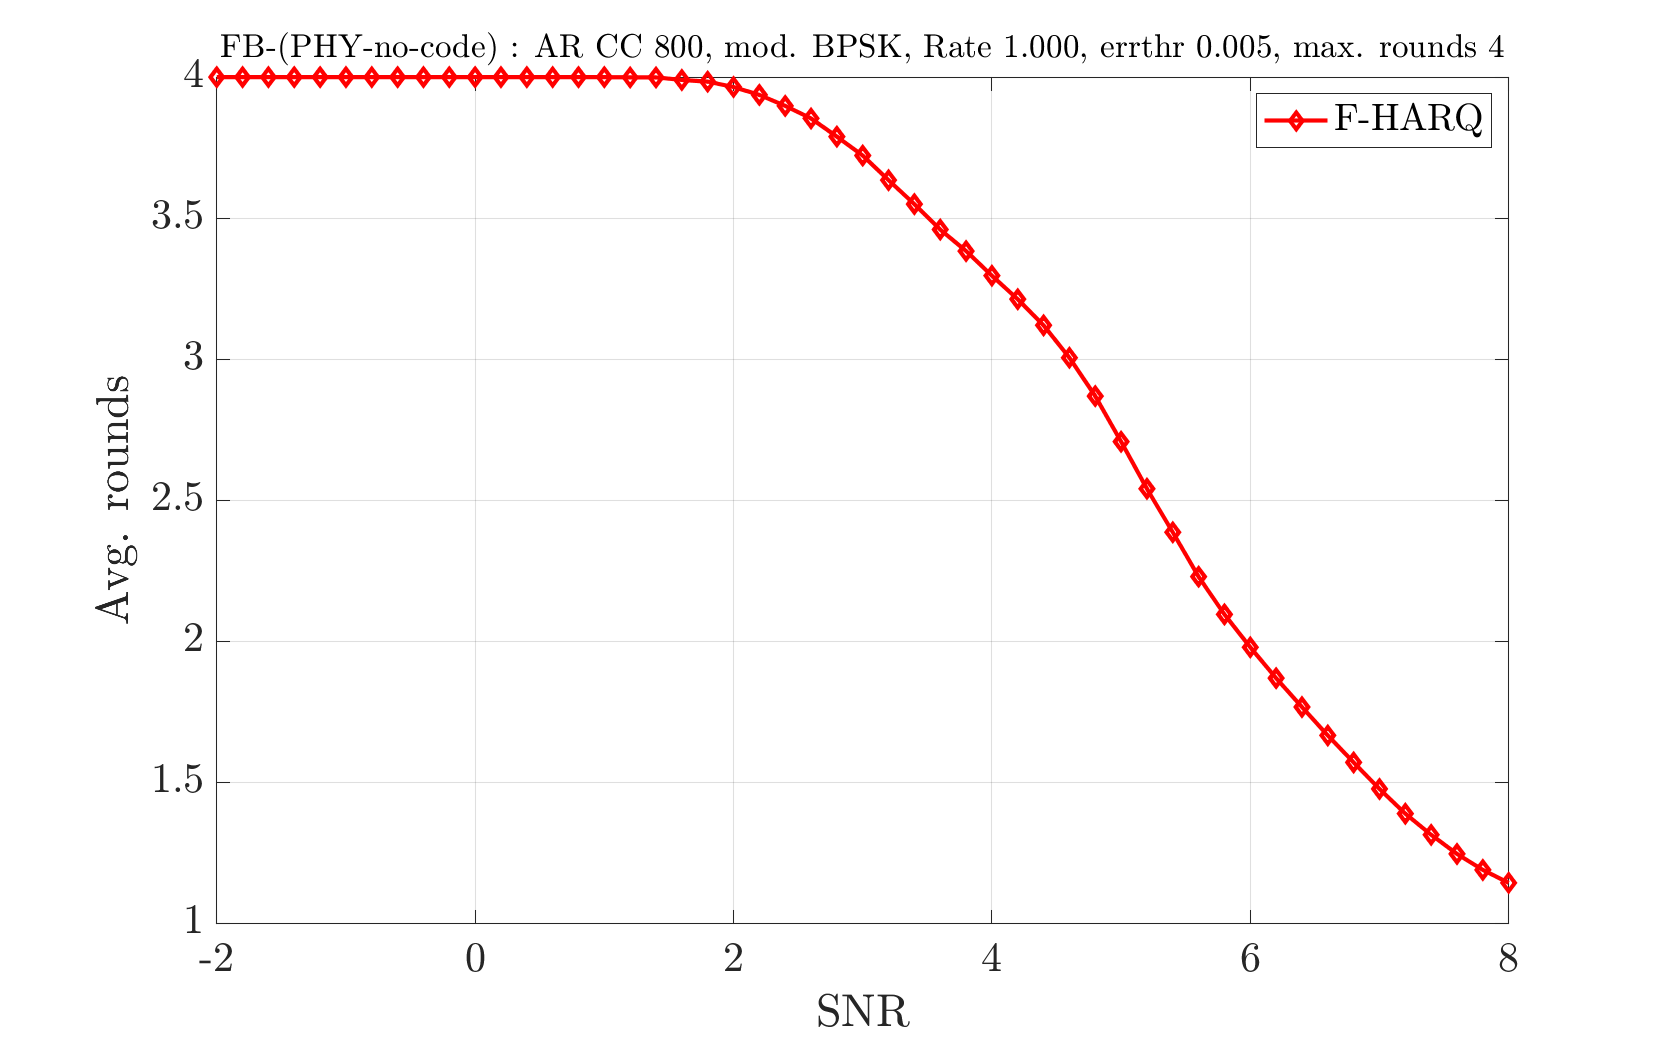 FB-(PHY-no-code) : AR CC 800, mod. BPSK, Rate 1.000, errthr 0.005, max. rounds 4
F-HARQ
4
3.5
3
2.5
2
1.5
1
Avg. rounds
-2 0 2 4 6 8
SNR